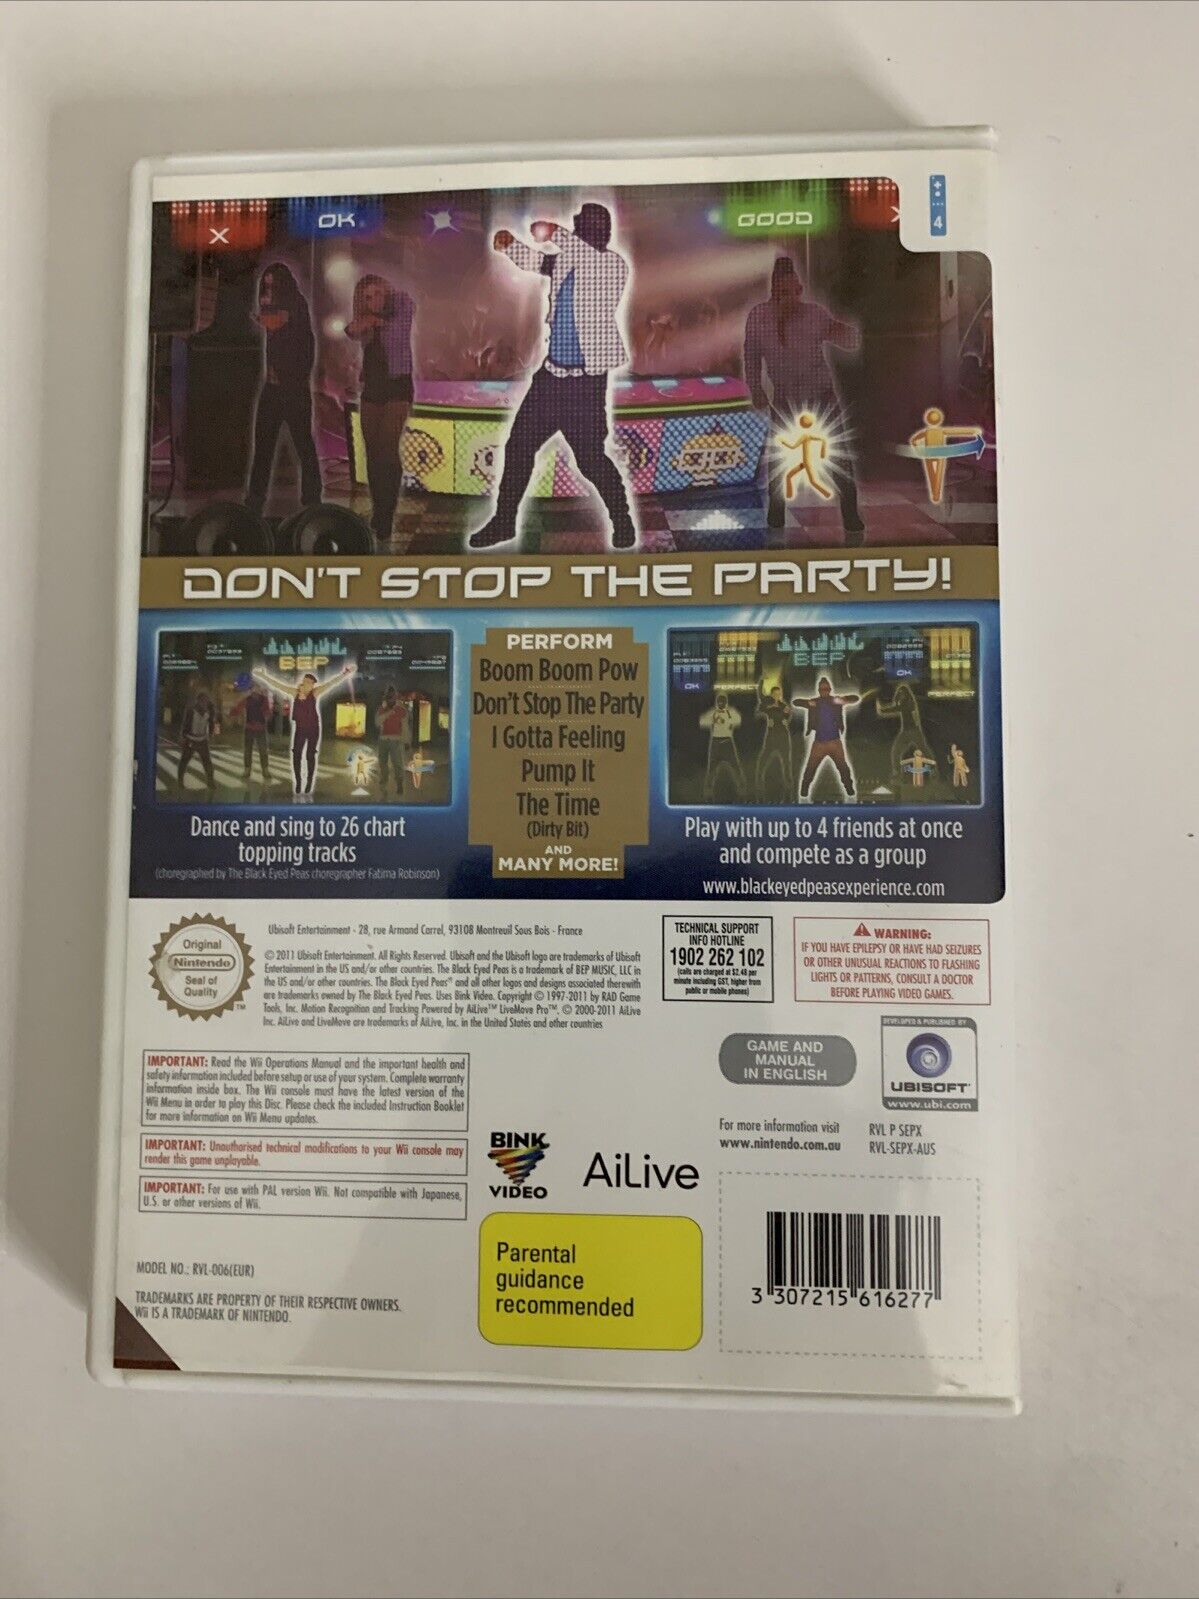 X
OK
GOOD
4
DON'T STOP THE PARTY!
BEP
PERFORM
Boom Boom Pow
Don't Stop The Party
I Gotta Feeling
Pump It
The Time
(Dirty Bit)
AND
MANY MORE!
BEP
OK
PERFECT
OK
PERFECT
Dance and sing to 26 chart
topping tracks
(choregraphed by The Black Eyed Peas choregrapher Fatima Robinson)
Play with up to 4 friends at once
and compete as a group
www.blackeyedpeasexperience.com
Original
Nintendo
Seal of
Quality
TM
Ubisoft Entertainment - 28, rue Armand Carrel, 93108 Montreuil Sous Bois - France
© 2011 Ubisoft Entertainment. All Rights Reserved. Ubisoft and the Ubisoft logo are trademarks of Ubisoft
Entertainment in the US and/or other countries. The Black Eyed Peas is a trademark of BEP MUSIC, LLC in
the US and/or other countries. The Black Eyed Peas® and all other logos and designs associated therewith
are trademarks owned by The Black Eyed Peas. Uses Bink Video. Copyright © 1997-2011 by RAD Game
Tools, Inc. Motion Recognition and Tracking Powered by AiLive™ LiveMove Pro™, © 2000-2011 AiLive
Inc. AiLive and LiveMove are trademarks of AiLive, Inc. in the United States and other countries
TECHNICAL SUPPORT
INFO HOTLINE
1902 262 102
(calls are charged at $2.48 per
minute including GST, higher from
public or mobile phones)
WARNING:
IF YOU HAVE EPILEPSY OR HAVE HAD SEIZURES
OR OTHER UNUSUAL REACTIONS TO FLASHING
LIGHTS OR PATTERNS, CONSULT A DOCTOR
BEFORE PLAYING VIDEO GAMES.
GAME AND
MANUAL
IN ENGLISH
DEVELOPED & PUBLISHED BY
UBISOFT
www.ubi.com
IMPORTANT: Read the Wii Operations Manual and the important health and
safety information included before setup or use of your system. Complete warranty
information inside box. The Wii console must have the latest version of the
Wii Menu in order to play this Disc. Please check the included Instruction Booklet
for more information on Wii Menu updates.
IMPORTANT: Unauthorised technical modifications to your Wii console may
render this game unplayable.
IMPORTANT: For use with PAL version Wii. Not compatible with Japanese,
U.S. or other versions of Wii.
For more information visit
www.nintendo.com.au
RVL P SEPX
RVL-SEPX-AUS
BINK
VIDEO
AiLive
Parental
guidance
recommended
MODEL NO.: RVL-006(EUR)
TRADEMARKS ARE PROPERTY OF THEIR RESPECTIVE OWNERS.
Wii IS A TRADEMARK OF NINTENDO.
3 307215 616277